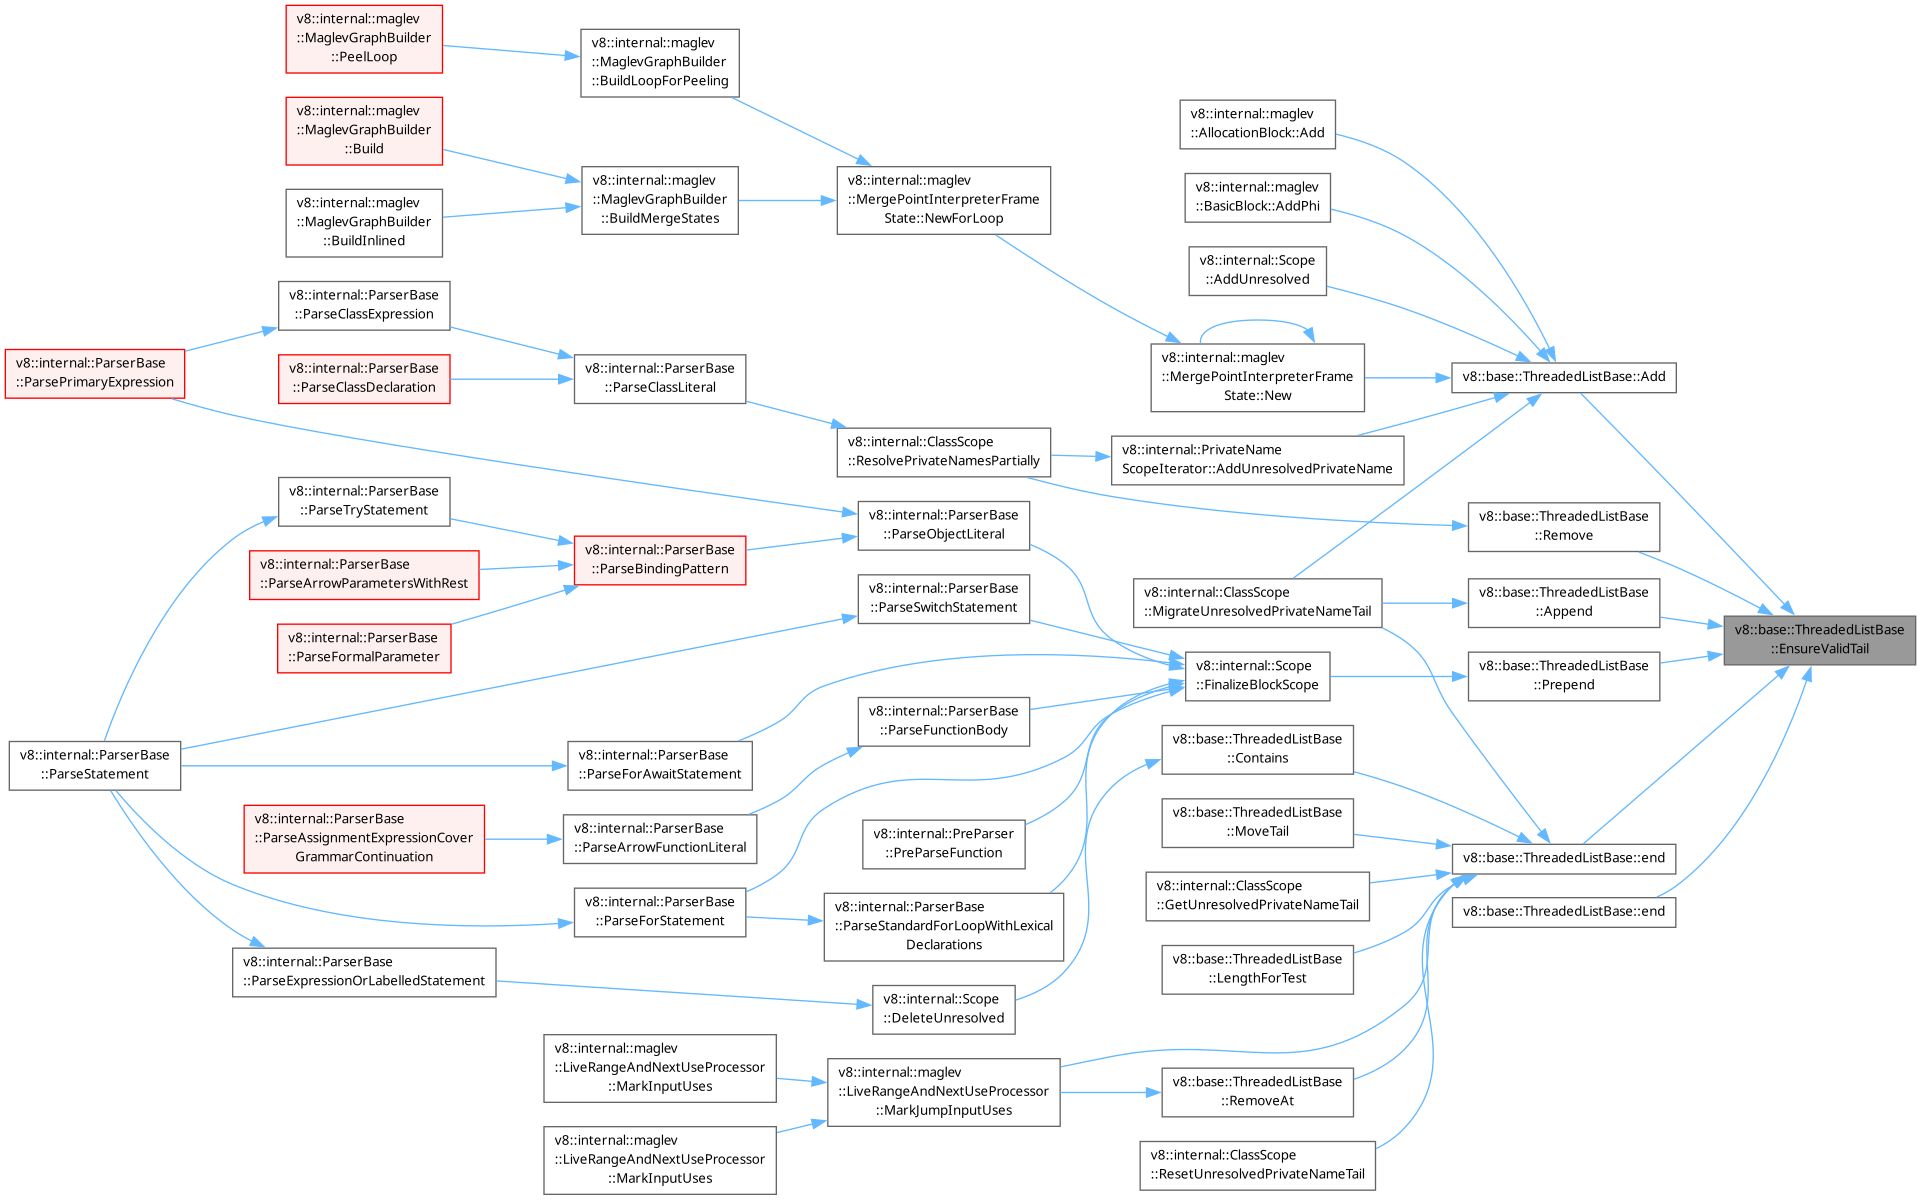 v8::internal::maglev
::MaglevGraphBuilder
::PeelLoop
v8::internal::maglev
::MaglevGraphBuilder
::BuildLoopForPeeling
v8::internal::maglev
::MaglevGraphBuilder
::Build
v8::internal::maglev
::AllocationBlock::Add
v8::internal::maglev
::MaglevGraphBuilder
::BuildMergeStates
v8::internal::maglev
::MergePointInterpreterFrame
State::NewForLoop
v8::internal::maglev
::BasicBlock::AddPhi
v8::internal::maglev
::MaglevGraphBuilder
::BuildInlined
v8::internal::Scope
::AddUnresolved
v8::internal::ParserBase
::ParseClassExpression
v8::internal::maglev
::MergePointInterpreterFrame
State::New
v8::base::ThreadedListBase::Add
v8::internal::ParserBase
::ParsePrimaryExpression
v8::internal::ParserBase
::ParseClassDeclaration
v8::internal::ParserBase
::ParseClassLiteral
v8::internal::ClassScope
::ResolvePrivateNamesPartially
v8::internal::PrivateName
ScopeIterator::AddUnresolvedPrivateName
v8::internal::ParserBase
::ParseTryStatement
v8::internal::ParserBase
::ParseObjectLiteral
v8::base::ThreadedListBase
::Remove
v8::internal::ParserBase
::ParseArrowParametersWithRest
v8::internal::ParserBase
::ParseBindingPattern
v8::internal::ParserBase
::ParseSwitchStatement
v8::internal::ClassScope
::MigrateUnresolvedPrivateNameTail
v8::base::ThreadedListBase
::Append
v8::base::ThreadedListBase
::EnsureValidTail
v8::internal::ParserBase
::ParseFormalParameter
v8::internal::Scope
::FinalizeBlockScope
v8::base::ThreadedListBase
::Prepend
v8::internal::ParserBase
::ParseFunctionBody
v8::base::ThreadedListBase
::Contains
v8::internal::ParserBase
::ParseStatement
v8::internal::ParserBase
::ParseForAwaitStatement
v8::base::ThreadedListBase
::MoveTail
v8::internal::ParserBase
::ParseAssignmentExpressionCover
GrammarContinuation
v8::internal::ParserBase
::ParseArrowFunctionLiteral
v8::internal::PreParser
::PreParseFunction
v8::base::ThreadedListBase::end
v8::internal::ClassScope
::GetUnresolvedPrivateNameTail
v8::base::ThreadedListBase::end
v8::internal::ParserBase
::ParseForStatement
v8::internal::ParserBase
::ParseStandardForLoopWithLexical
Declarations
v8::internal::ParserBase
::ParseExpressionOrLabelledStatement
v8::base::ThreadedListBase
::LengthForTest
v8::internal::Scope
::DeleteUnresolved
v8::internal::maglev
::LiveRangeAndNextUseProcessor
::MarkInputUses
v8::internal::maglev
::LiveRangeAndNextUseProcessor
::MarkJumpInputUses
v8::base::ThreadedListBase
::RemoveAt
v8::internal::maglev
::LiveRangeAndNextUseProcessor
::MarkInputUses
v8::internal::ClassScope
::ResetUnresolvedPrivateNameTail